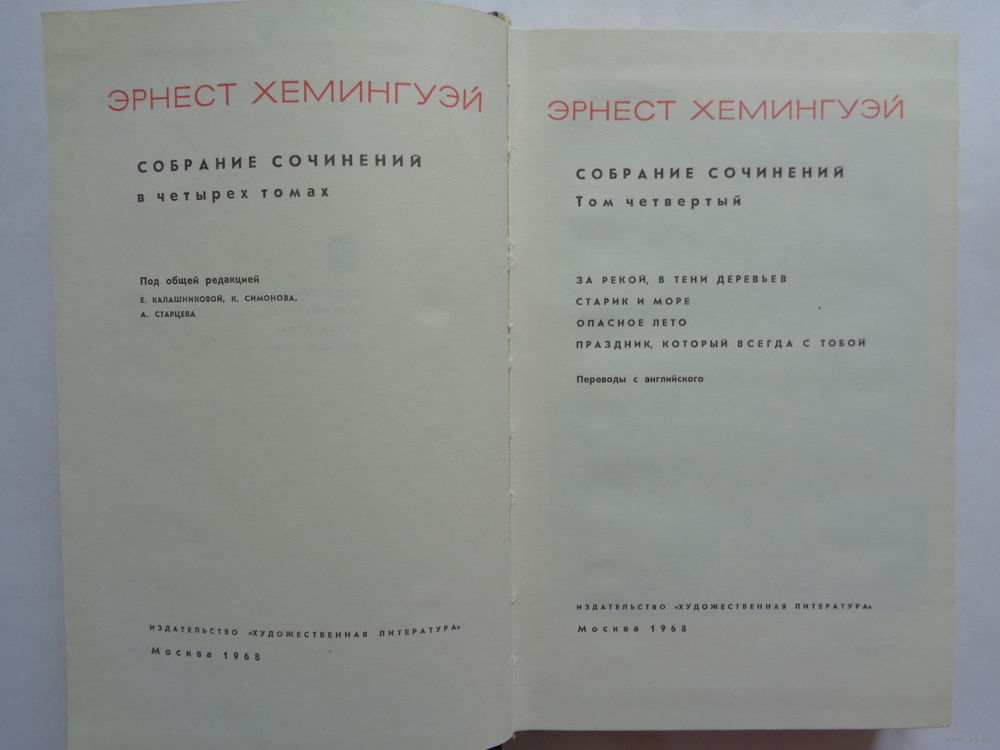 ЭРНЕСТ ХЕМИНГУЭЙ
СОБРАНИЕ СОЧИНЕНИЙ
в четырех томах
Под общей редакцией
Е. КАЛАШНИКОВОЙ, К. СИМОНОВА,
А. СТАРЦЕВА
ИЗДАТЕЛЬСТВО «ХУДОЖЕСТВЕННАЯ ЛИТЕРАТУРА»
Москва 1968
ЭРНЕСТ ХЕМИНГУЭЙ
СОБРАНИЕ СОЧИНЕНИЙ
Том четвертый
ЗА РЕКОЙ, В ТЕНИ ДЕРЕВЬЕВ
СТАРИК И МОРЕ
ОПАСНОЕ ЛЕТО
ПРАЗДНИК, КОТОРЫЙ ВСЕГДА С ТОБОЙ
Переводы с английского
ИЗДАТЕЛЬСТВО «ХУДОЖЕСТВЕННАЯ ЛИТЕРАТУРА»
Москва 1968